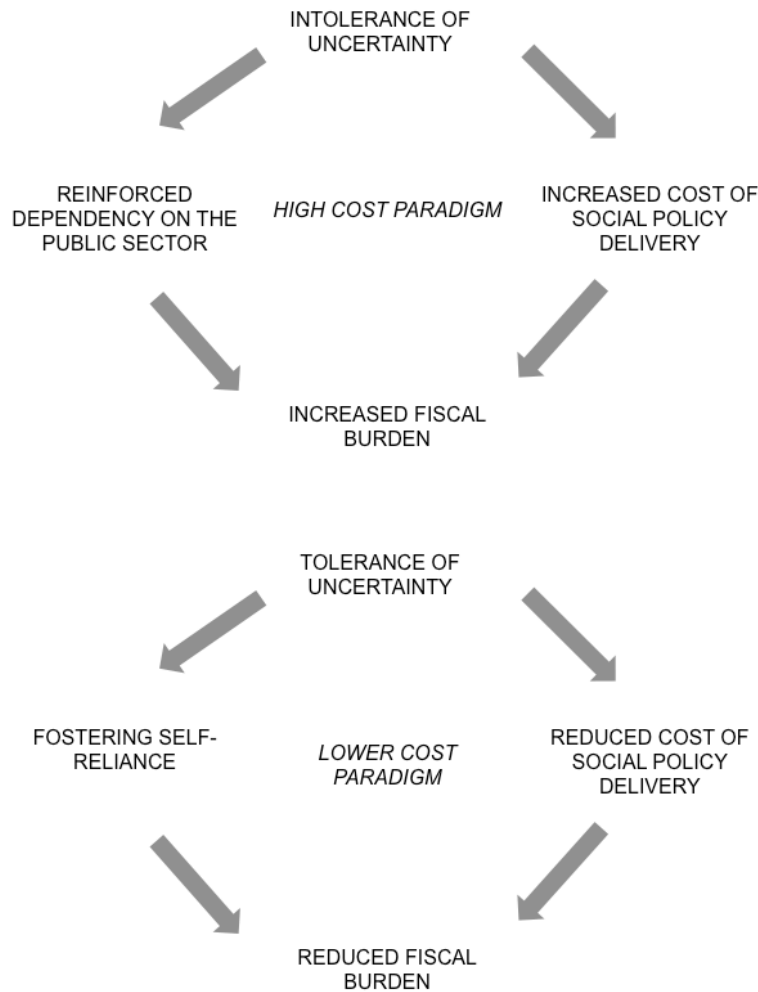 INTOLERANCE OF
UNCERTAINTY
REINFORCED
DEPENDENCY ON THE
PUBLIC SECTOR
HIGH COST PARADIGM
INCREASED COST OF
SOCIAL POLICY
DELIVERY
INCREASED FISCAL
BURDEN
TOLERANCE OF
UNCERTAINTY
FOSTERING SELF-
RELIANCE
LOWER COST
PARADIGM
REDUCED COST OF
SOCIAL POLICY
DELIVERY
REDUCED FISCAL
BURDEN